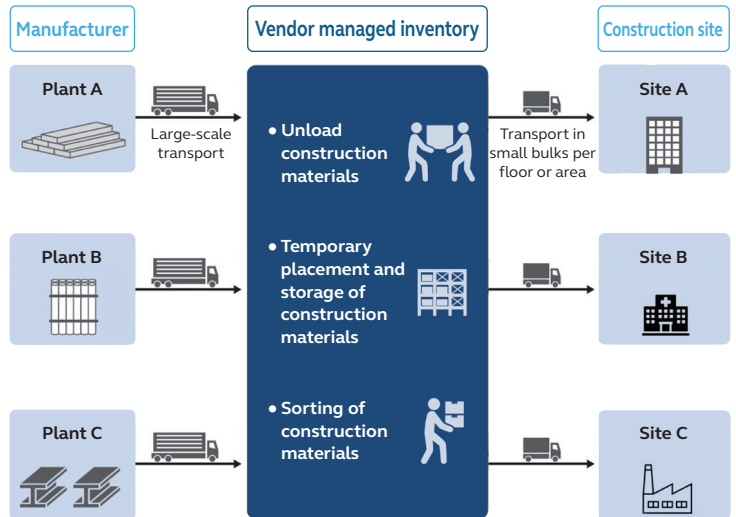 Manufacturer
Vendor managed inventory
Construction site
Plant A
Large-scale
transport
• Unload
construction
materials
Transport in
small bulks per
floor or area
Site A
Plant B
• Temporary
placement and
storage of
construction
materials
Site B
Plant C
• Sorting of
construction
materials
Site C